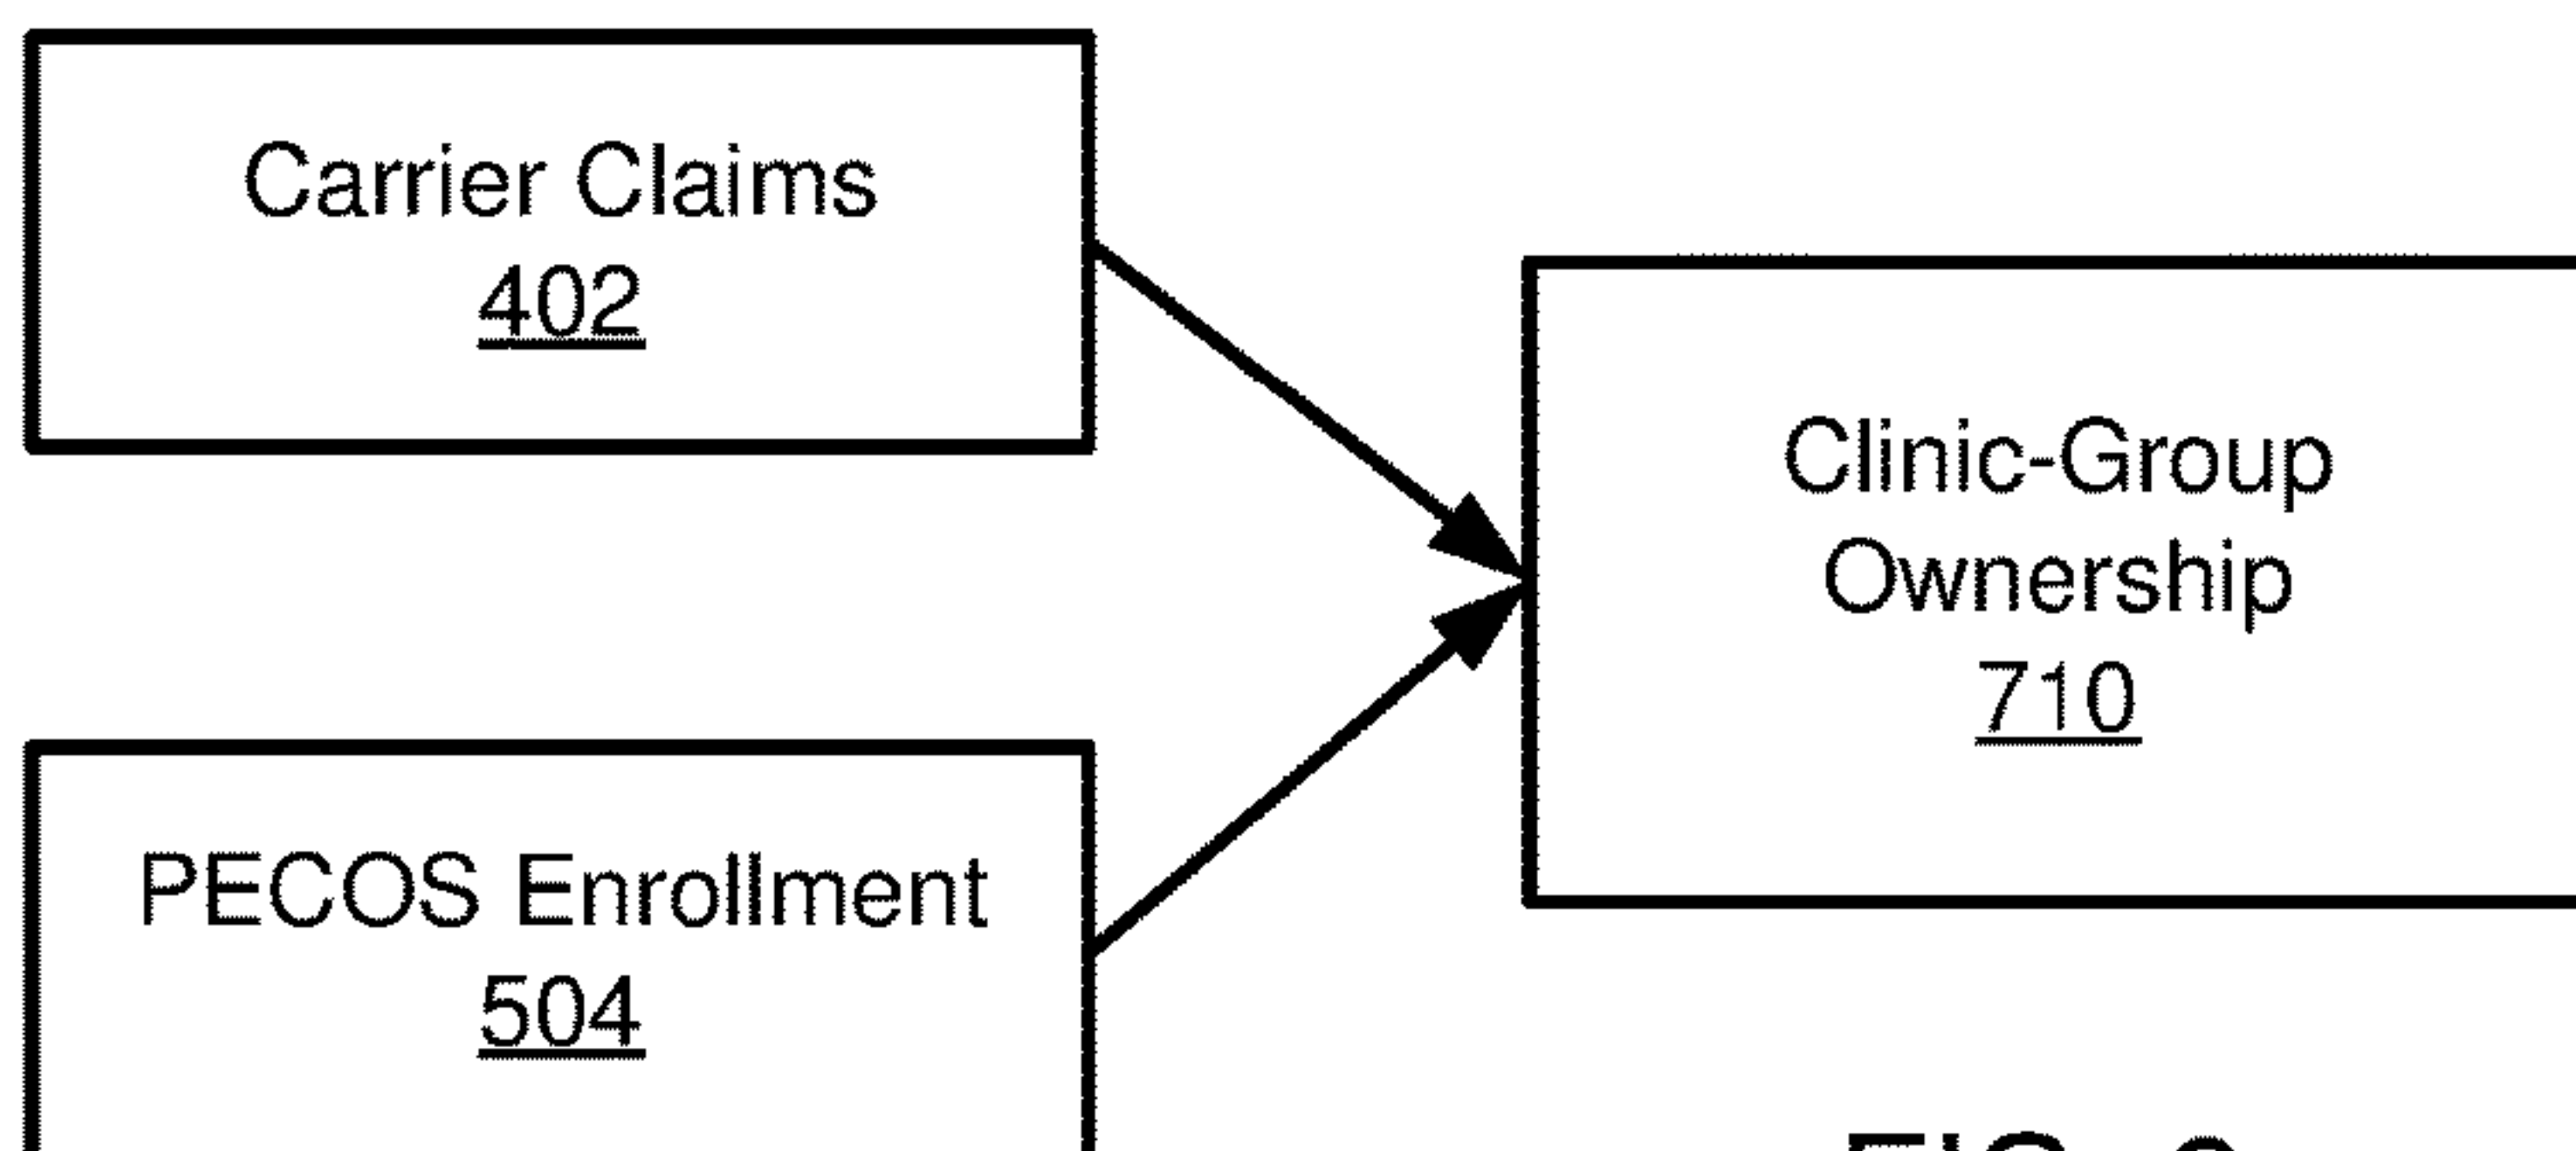 Carrier Claims
402
Clinic-Group
Ownership
710
PECOS Enrollment
504